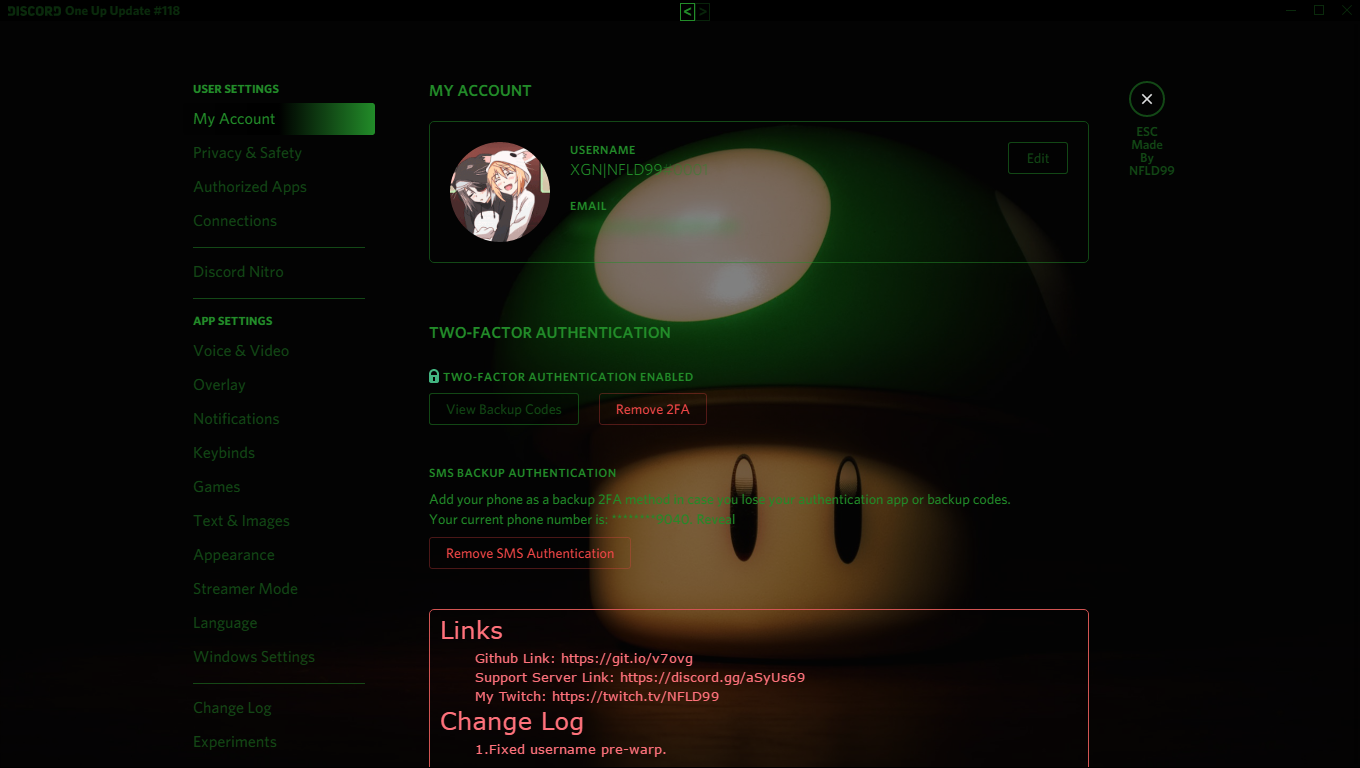 DISCORD One Up Update #118
< >
USER SETTINGS
My Account
Privacy & Safety
Authorized Apps
Connections
Discord Nitro
APP SETTINGS
Voice & Video
Overlay
Notifications
Keybinds
Games
Text & Images
Appearance
Streamer Mode
Language
Windows Settings
Change Log
Experiments
MY ACCOUNT
USERNAME
XGN|NFLD99
EMAIL
Edit
TWO-FACTOR AUTHENTICATION
TWO-FACTOR AUTHENTICATION ENABLED
View Backup Codes
Remove 2FA
SMS BACKUP AUTHENTICATION
Add your phone as a backup 2FA method in case you lose your authentication app or backup codes.
Your current phone number is: ******** Reveal
Remove SMS Authentication
Links
Github Link: https://git.io/v7ovg
Support Server Link: https://discord.gg/aSyUs69
My Twitch: https://twitch.tv/NFLD99
Change Log
1.Fixed username pre-warp.
ESC
Made
By
NFLD99